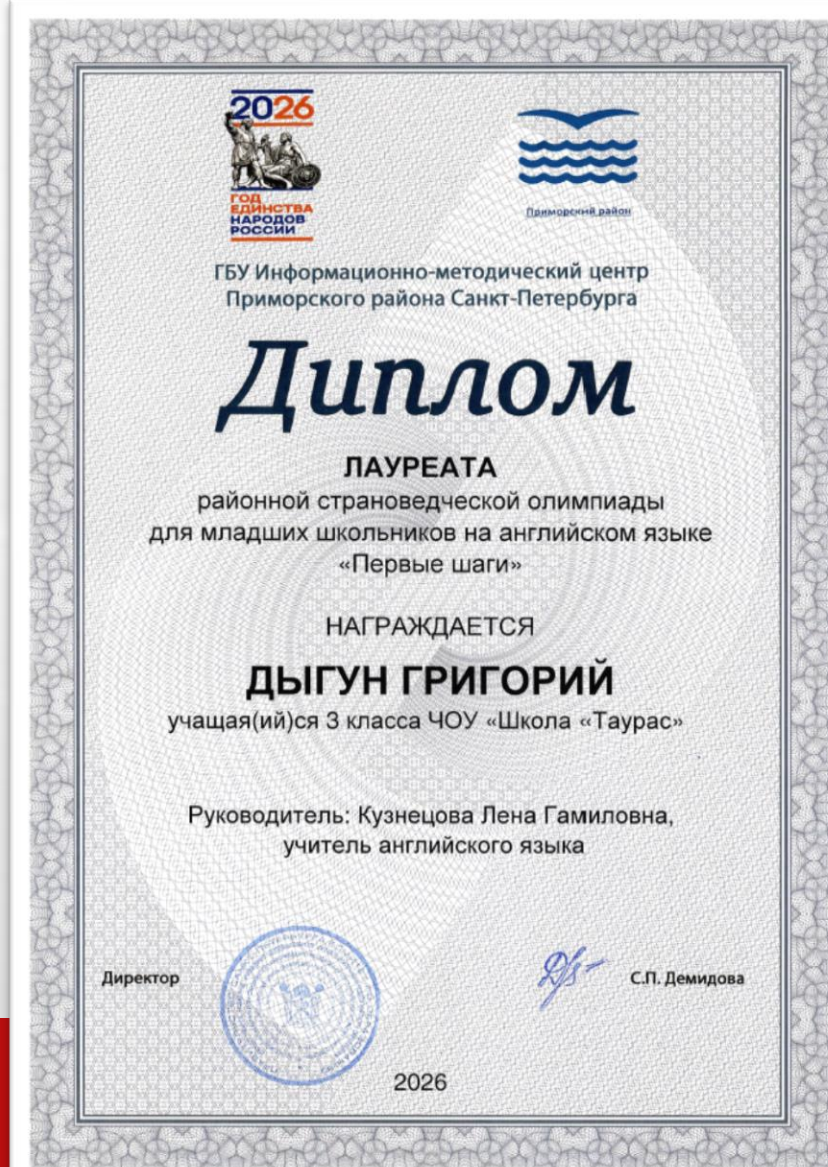 2026
ГОД
ЕДИНСТВА
НАРОДОВ
РОССИИ
Приморский район
ГБУ Информационно-методический центр
Приморского района Санкт-Петербурга
Диплом
ЛАУРЕАТА
районной страноведческой олимпиады
для младших школьников на английском языке
«Первые шаги»
НАГРАЖДАЕТСЯ
ДЫГУН ГРИГОРИЙ
учащая(ий)ся 3 класса ЧОУ «Школа «Таурас»
Руководитель: Кузнецова Лена Гамиловна,
учитель английского языка
Директор
С.П. Демидова
2026